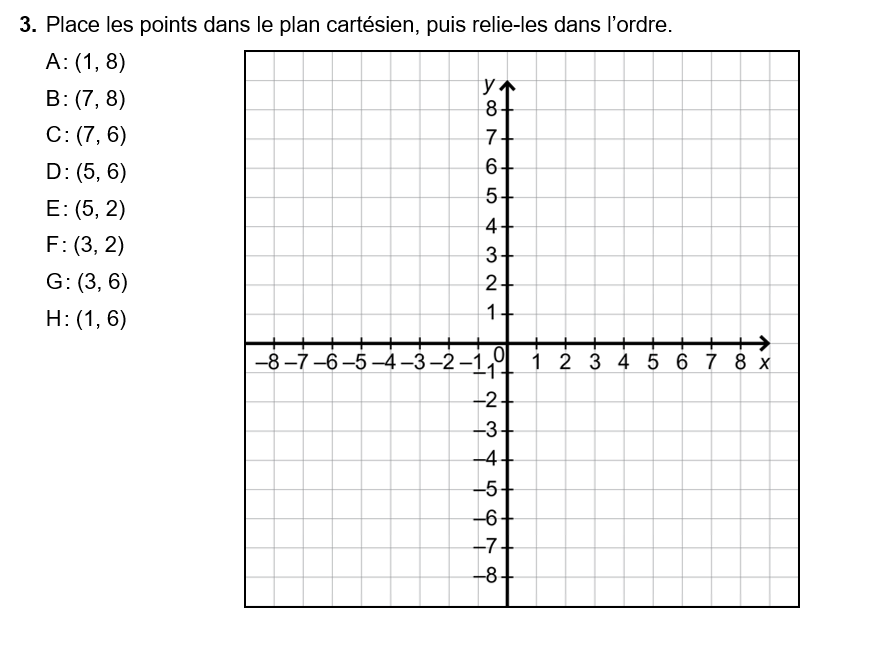 3. Place les points dans le plan cartésien, puis relie-les dans l’ordre.
A: (1, 8)
B: (7, 8)
C: (7, 6)
D: (5, 6)
E: (5, 2)
F: (3, 2)
G: (3, 6)
H: (1, 6)
y
8
7
6
5
4
3
2
1
–8 –7 –6 –5 –4 –3 –2 –1 0 1 2 3 4 5 6 7 8 x
–1
–2
–3
–4
–5
–6
–7
–8